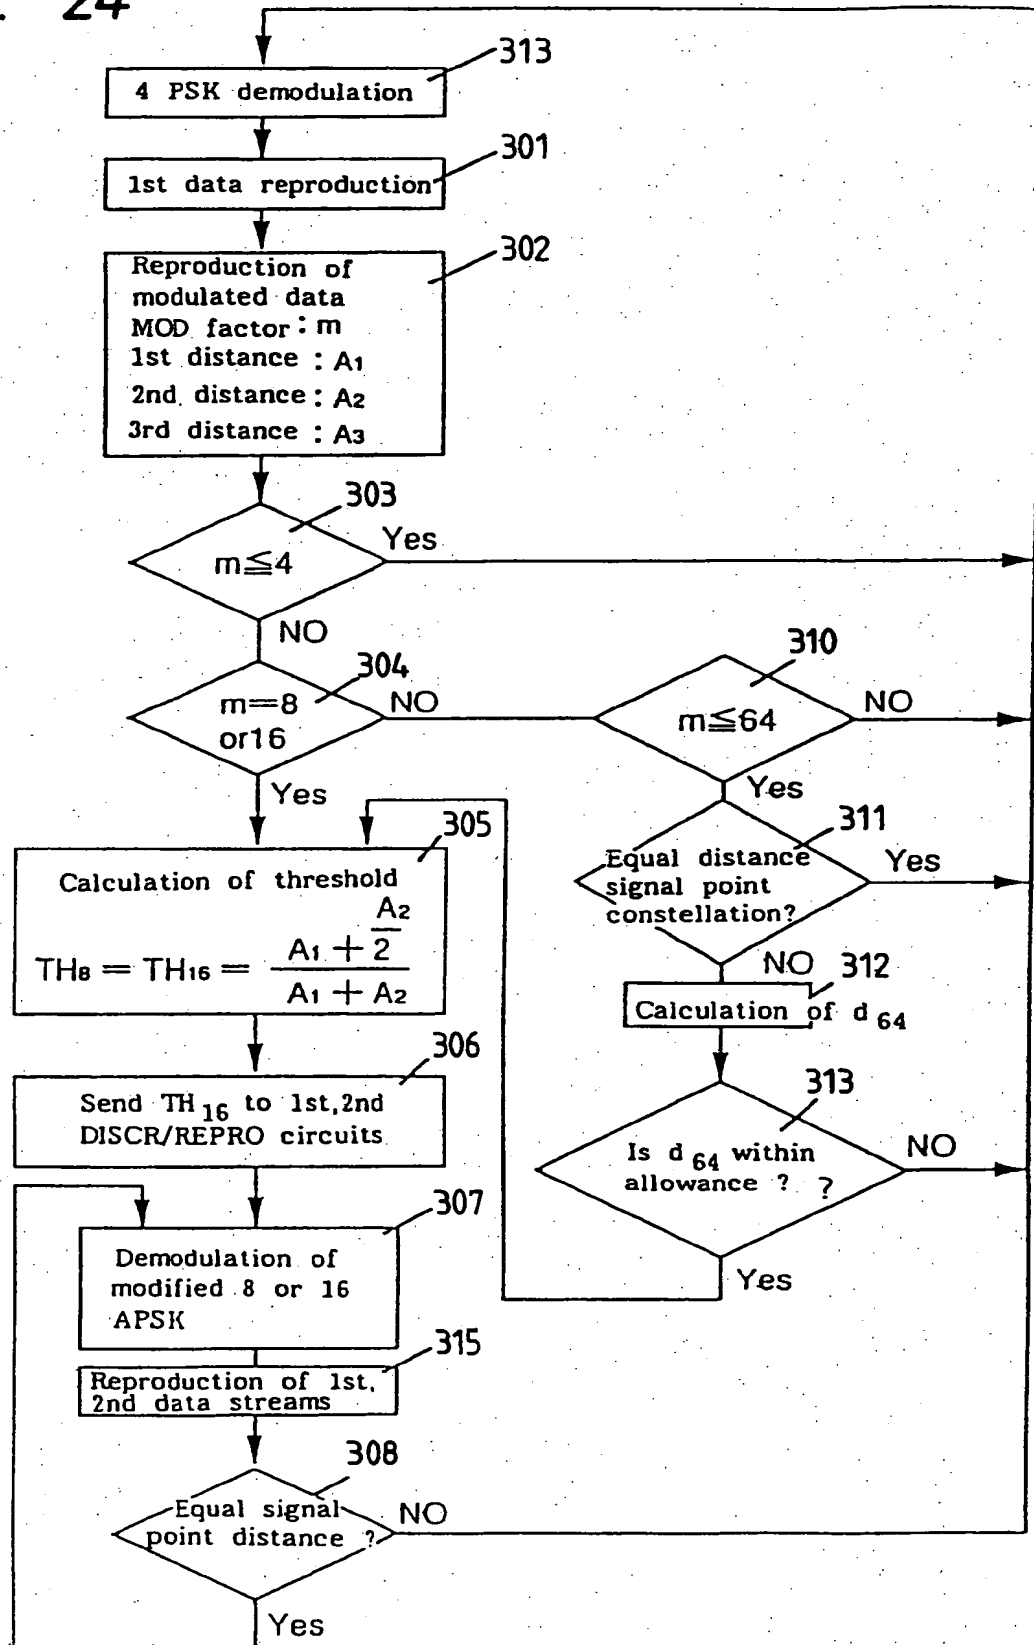 24
313
4 PSK demodulation
301
1st data reproduction
302
Reproduction of
modulated data
MOD factor : m
1st distance : A1
2nd distance : A2
3rd distance : A3
303
m≦4
Yes
NO
304
m=8
or16
NO
Yes
310
m≦64
NO
Yes
311
Equal distance
signal point
constellation?
Yes
NO
305
Calculation of threshold
TH8 = TH16 = (A1 + A2/2) / (A1 + A2)
312
Calculation of d 64
306
Send TH 16 to 1st,2nd
DISCR/REPRO circuits
313
Is d 64 within
allowance ? ?
NO
Yes
307
Demodulation of
modified 8 or 16
APSK
315
Reproduction of 1st,
2nd data streams
308
Equal signal
point distance ?
NO
Yes